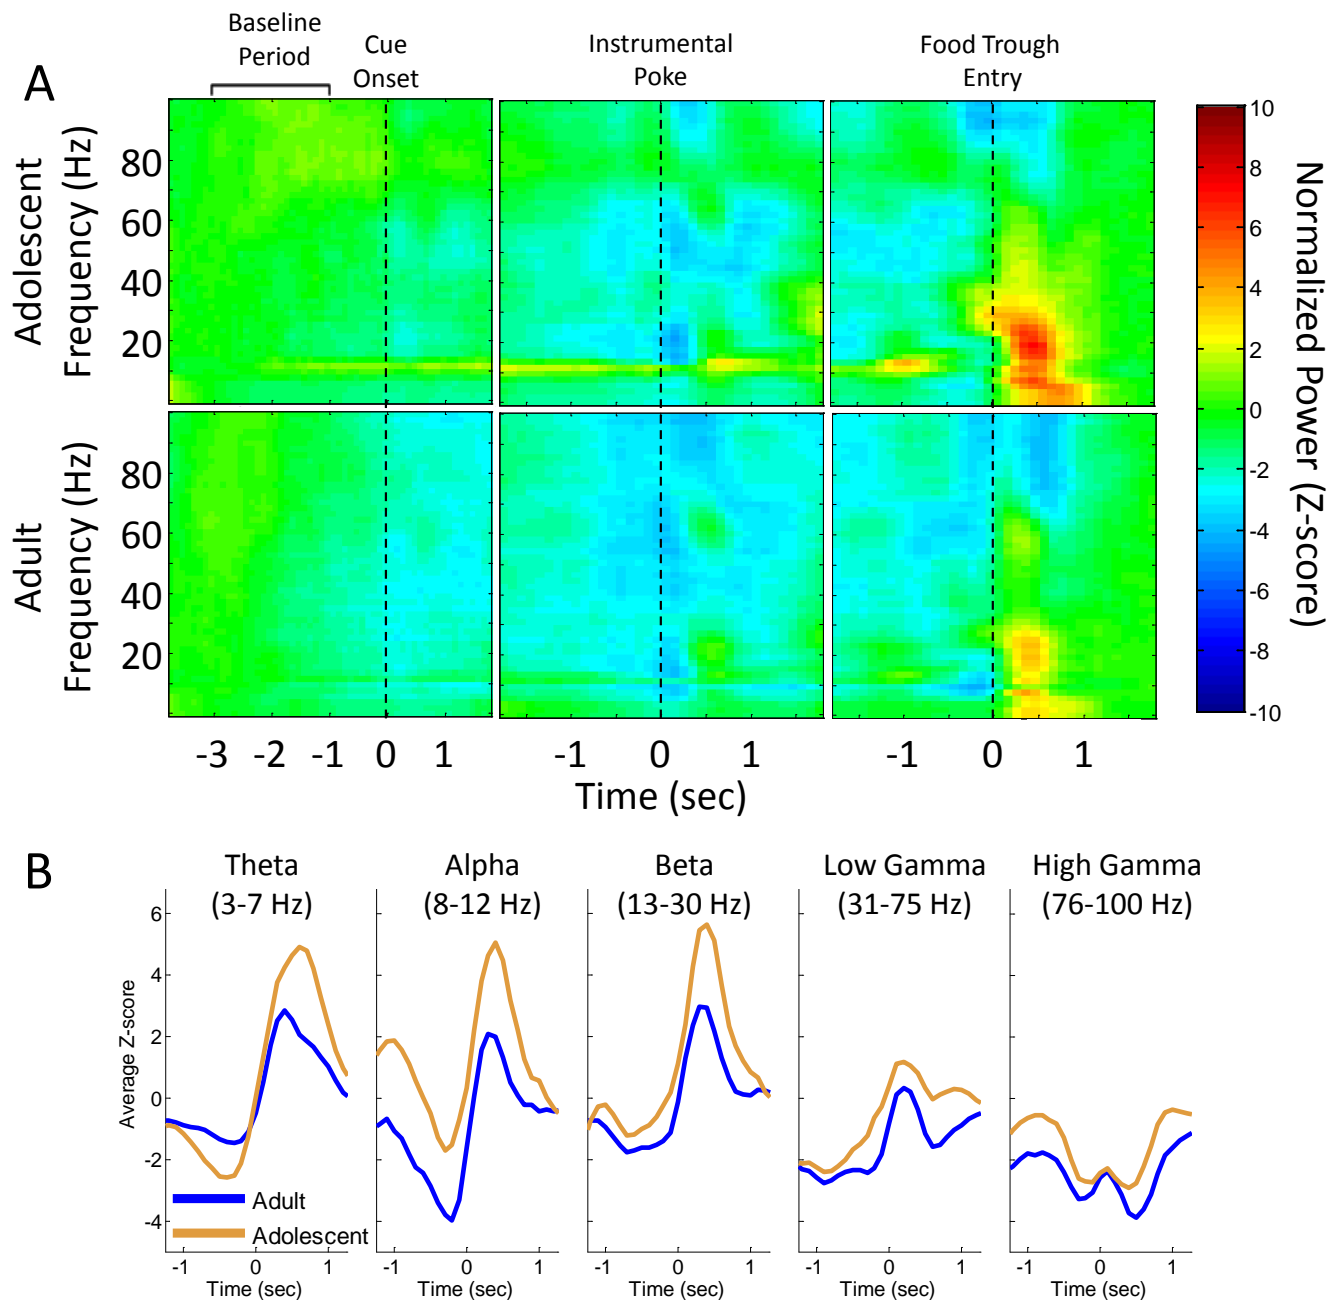 A
Baseline
Period
Cue
Onset
Instrumental
Poke
Food Trough
Entry
Adolescent
Frequency (Hz)
80
60
40
20
Adult
Frequency (Hz)
80
60
40
20
-3 -2 -1 0 1
-1 0 1
-1 0 1
Time (sec)
10
8
6
4
2
0
-2
-4
-6
-8
-10
Normalized Power (Z-score)
B
Theta
(3-7 Hz)
Alpha
(8-12 Hz)
Beta
(13-30 Hz)
Low Gamma
(31-75 Hz)
High Gamma
(76-100 Hz)
Average Z-score
6
4
2
0
-2
-4
Adult
Adolescent
-1 0 1
Time (sec)
-1 0 1
Time (sec)
-1 0 1
Time (sec)
-1 0 1
Time (sec)
-1 0 1
Time (sec)